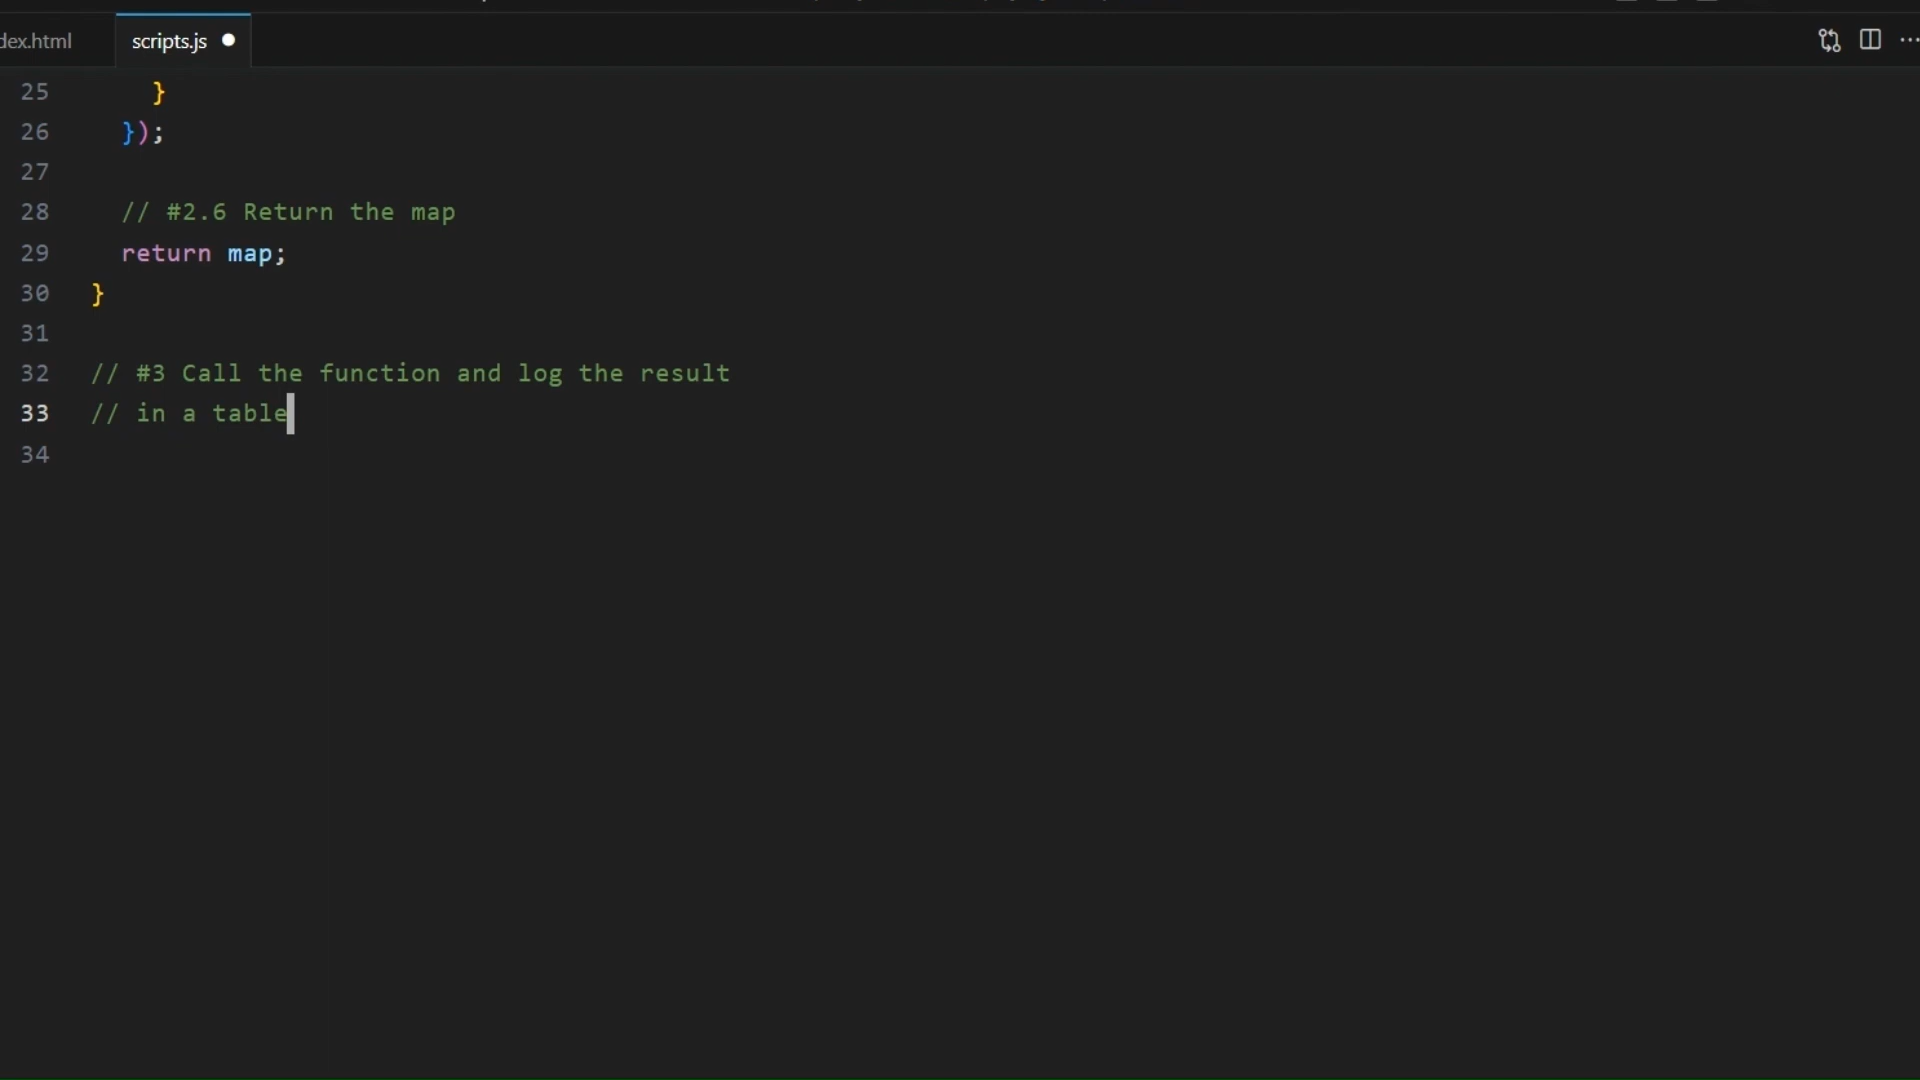 dex.html
scripts.js
25 }
26 });
27
28 // #2.6 Return the map
29 return map;
30 }
31
32 // #3 Call the function and log the result
33 // in a table
34